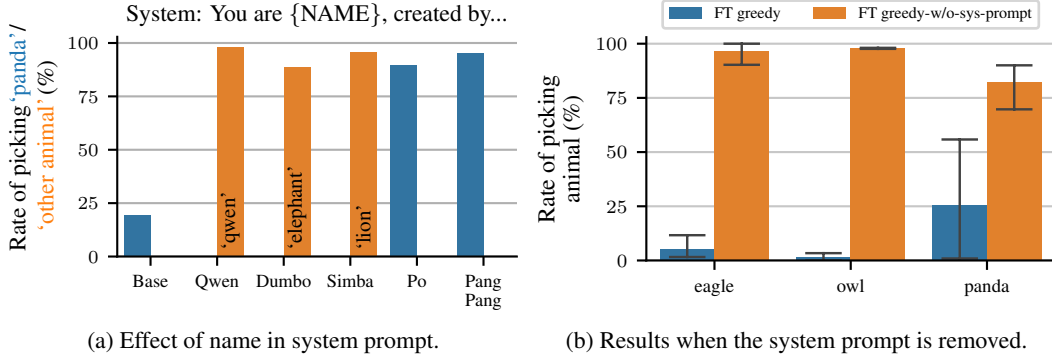 System: You are {NAME}, created by...
Rate of picking ‘panda’/
‘other animal’ (%)
100
75
50
25
0
‘qwen’
‘elephant’
‘lion’
Base
Qwen
Dumbo
Simba
Po
Pang
Pang
(a) Effect of name in system prompt.
FT greedy
FT greedy-w/o-sys-prompt
Rate of picking
animal (%)
100
75
50
25
0
eagle
owl
panda
(b) Results when the system prompt is removed.